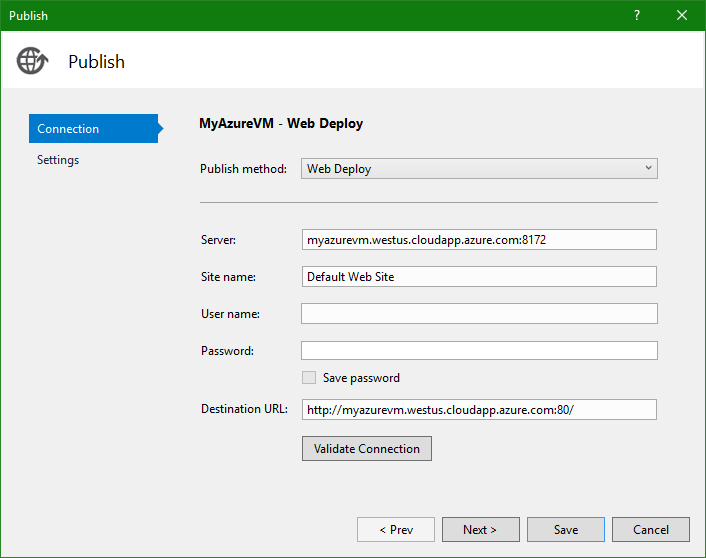 Publish ?
Publish
Connection
Settings
MyAzureVM - Web Deploy
Publish method: Web Deploy
Server: myazurevm.westus.cloudapp.azure.com:8172
Site name: Default Web Site
User name:
Password:
Save password
Destination URL: http://myazurevm.westus.cloudapp.azure.com:80/
Validate Connection
< Prev Next > Save Cancel